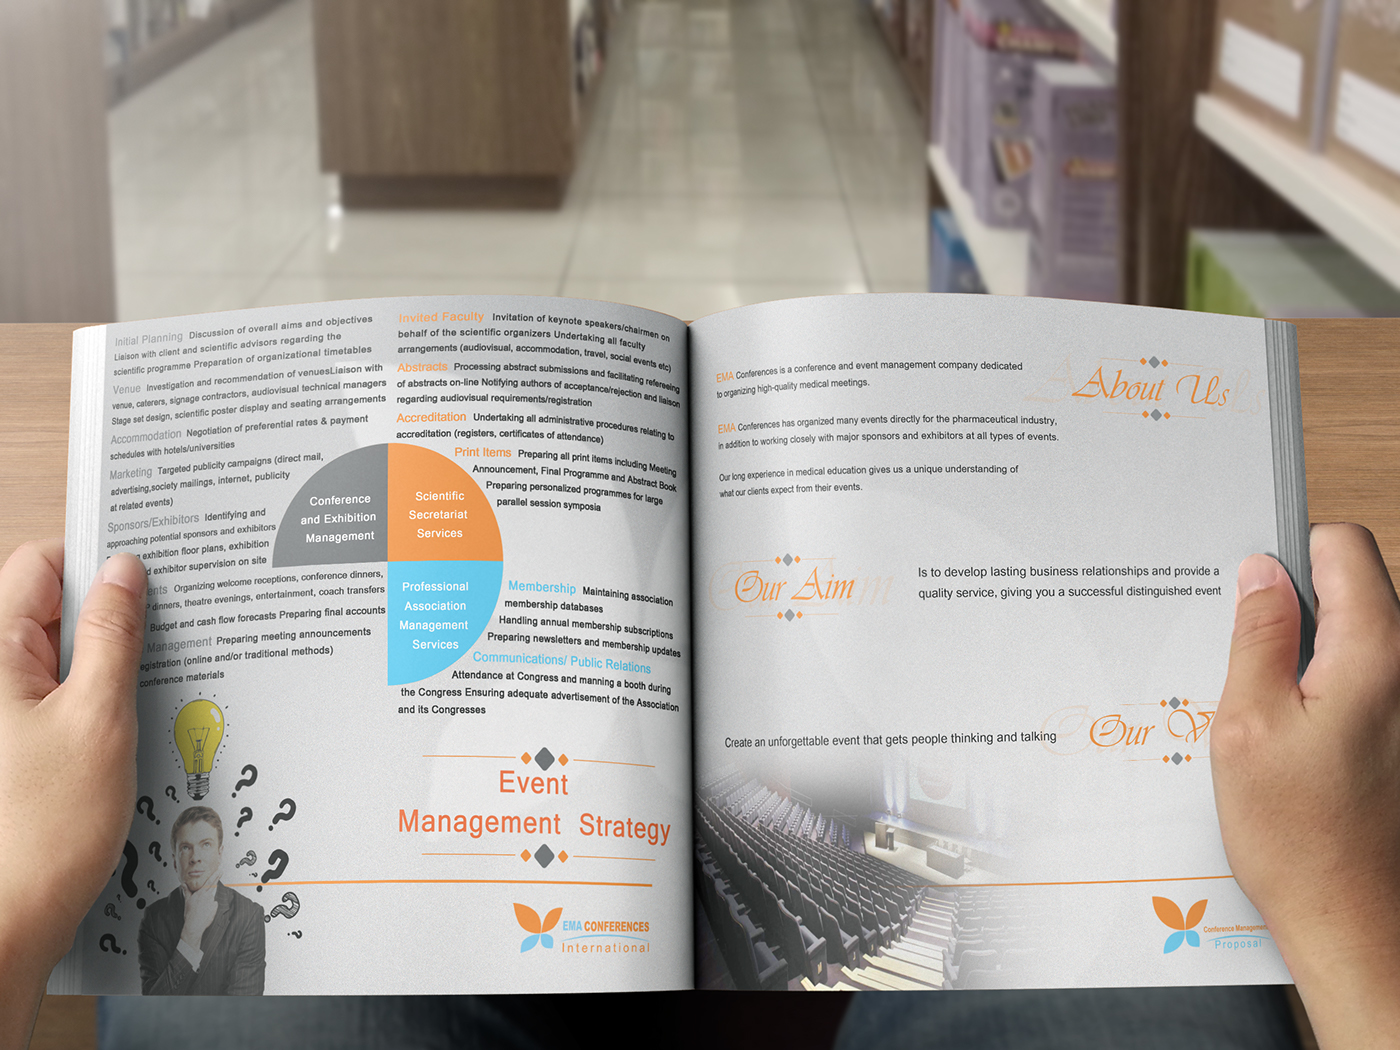 Initial Planning Discussion of overall aims and objectives
Liaison with client and scientific advisors regarding the
scientific programme Preparation of organizational timetables
Venue Investigation and recommendation of venuesLiaison with
venue, caterers, signage contractors, audiovisual technical managers
Stage set design, scientific poster display and seating arrangements
Accommodation Negotiation of preferential rates & payment
schedules with hotels/universities
Marketing Targeted publicity campaigns (direct mail,
advertising,society mailings, internet, publicity
at related events)
Sponsors/Exhibitors Identifying and
approaching potential sponsors and exhibitors
exhibition floor plans, exhibition
exhibitor supervision on site
Organizing welcome receptions, conference dinners,
dinners, theatre evenings, entertainment, coach transfers
Budget and cash flow forecasts Preparing final accounts
Management Preparing meeting announcements
(online and/or traditional methods)
conference materials
Invited Faculty Invitation of keynote speakers/chairmen on
behalf of the scientific organizers Undertaking all faculty
arrangements (audiovisual, accommodation, travel, social events etc)
Abstracts Processing abstract submissions and facilitating refereeing
of abstracts on-line Notifying authors of acceptance/rejection and liaison
regarding audiovisual requirements/registration
Accreditation Undertaking all administrative procedures relating to
accreditation (registers, certificates of attendance)
Print Items Preparing all print items including Meeting
Announcement, Final Programme and Abstract Book
Preparing personalized programmes for large
parallel session symposia
Conference
and Exhibition
Management
Scientific
Secretariat
Services
Professional
Association
Management
Services
Membership Maintaining association
membership databases
Handling annual membership subscriptions
Preparing newsletters and membership updates
Communications/ Public Relations
Attendance at Congress and manning a booth during
the Congress Ensuring adequate advertisement of the Association
and its Congresses
Event
Management Strategy
EMA CONFERENCES
International
About Us
EMA Conferences is a conference and event management company dedicated
to organizing high-quality medical meetings.
EMA Conferences has organized many events directly for the pharmaceutical industry,
in addition to working closely with major sponsors and exhibitors at all types of events.
Our long experience in medical education gives us a unique understanding of
what our clients expect from their events.
Our Aim
Is to develop lasting business relationships and provide a
quality service, giving you a successful distinguished event
Our
Create an unforgettable event that gets people thinking and talking
Conference Management
Proposal